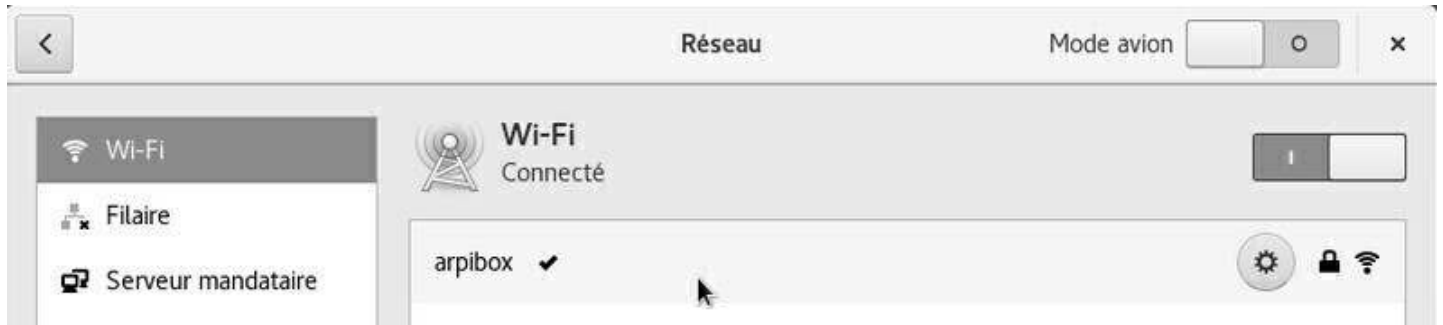 Réseau
Mode avion
Wi-Fi
Wi-Fi
Connecté
Filaire
arpibox
Serveur mandataire